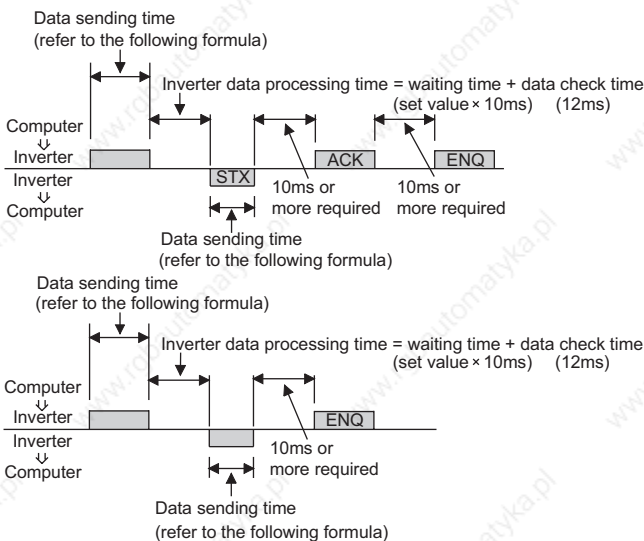 Data sending time
(refer to the following formula)
Inverter data processing time = waiting time + data check time
(set value × 10ms) (12ms)
Computer
⇓
Inverter
ACK
ENQ
Inverter
⇓
Computer
STX
10ms or
more required
10ms or
more required
Data sending time
(refer to the following formula)
Data sending time
(refer to the following formula)
Inverter data processing time = waiting time + data check time
(set value × 10ms) (12ms)
Computer
⇓
Inverter
ENQ
Inverter
⇓
Computer
10ms or
more required
Data sending time
(refer to the following formula)
www.rgbautomatyka.pl